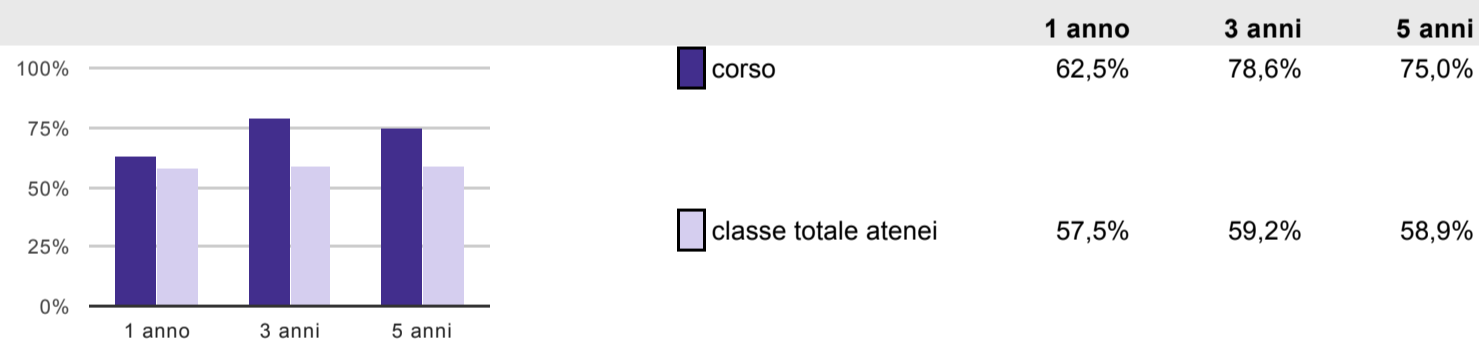 1 anno 3 anni 5 anni
100%
75%
50%
25%
0%
1 anno 3 anni 5 anni
corso 62,5% 78,6% 75,0%
classe totale atenei 57,5% 59,2% 58,9%